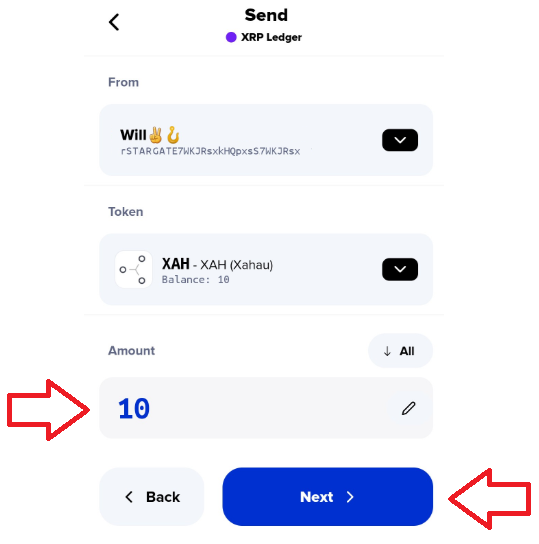 Send
XRP Ledger
From
Will✌️🪝
rSTARGATE7WKJRsxkHQpxsS7WKJRsx
Token
XAH - XAH (Xahau)
Balance: 10
Amount
↓ All
10
Back
Next